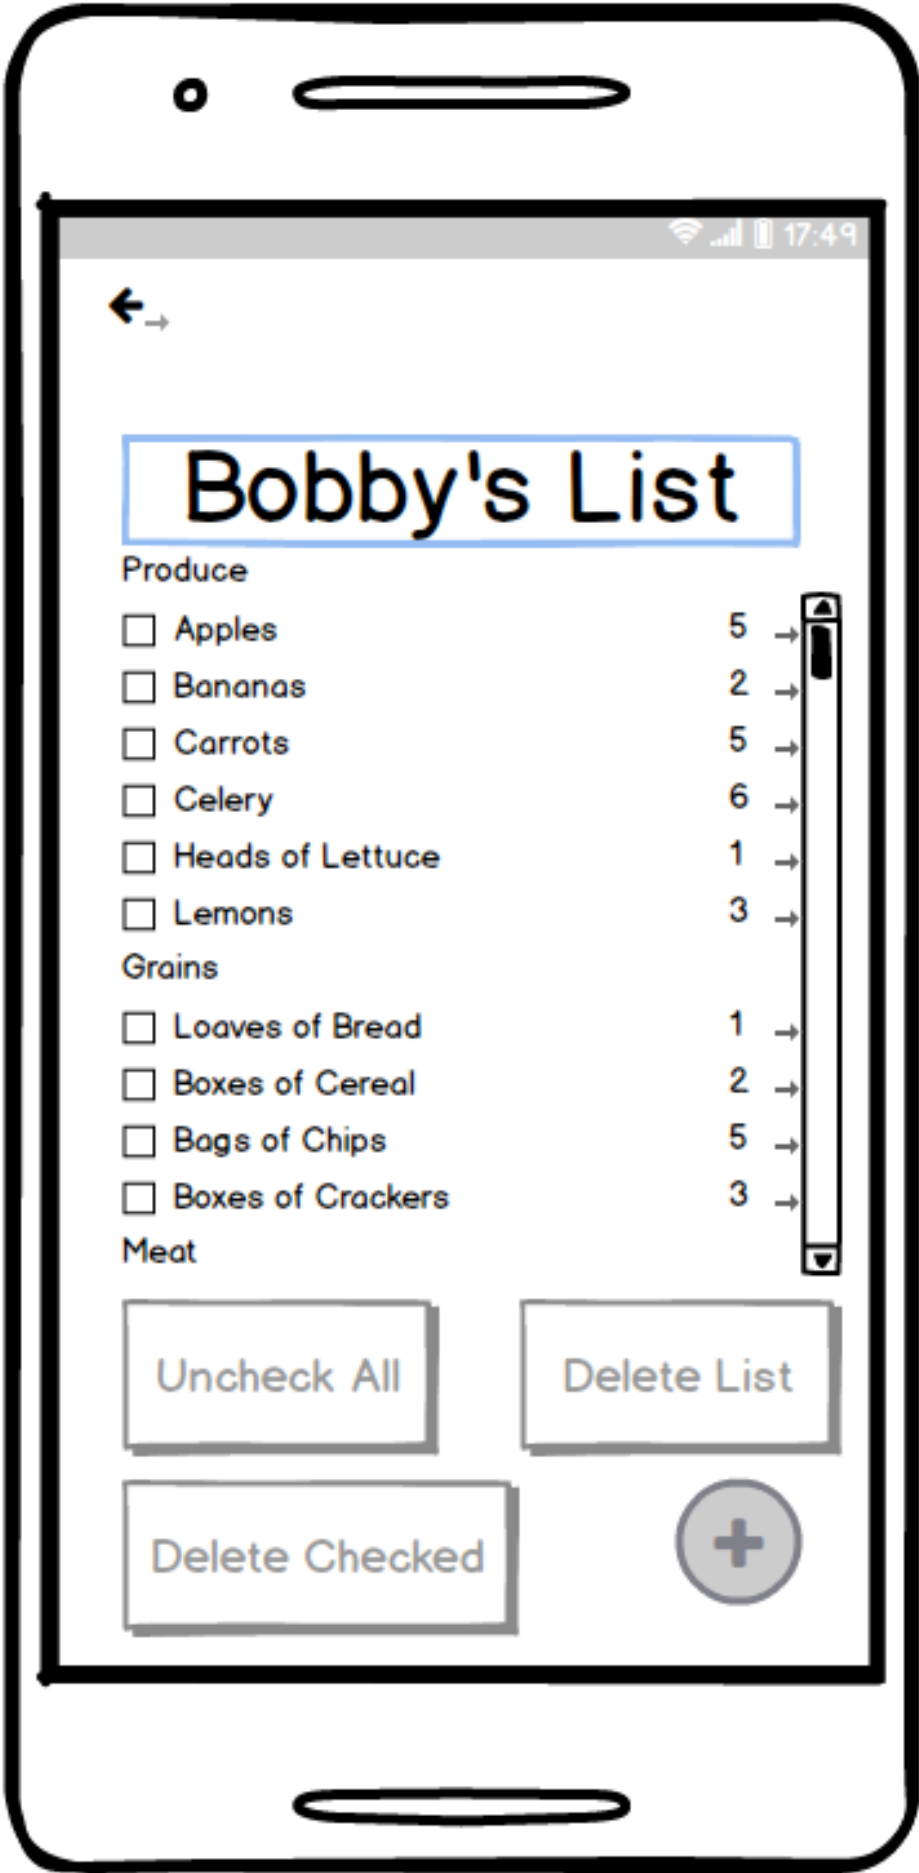 17:49
Bobby's List
Produce
Apples 5
Bananas 2
Carrots 5
Celery 6
Heads of Lettuce 1
Lemons 3
Grains
Loaves of Bread 1
Boxes of Cereal 2
Bags of Chips 5
Boxes of Crackers 3
Meat
Uncheck All Delete List
Delete Checked